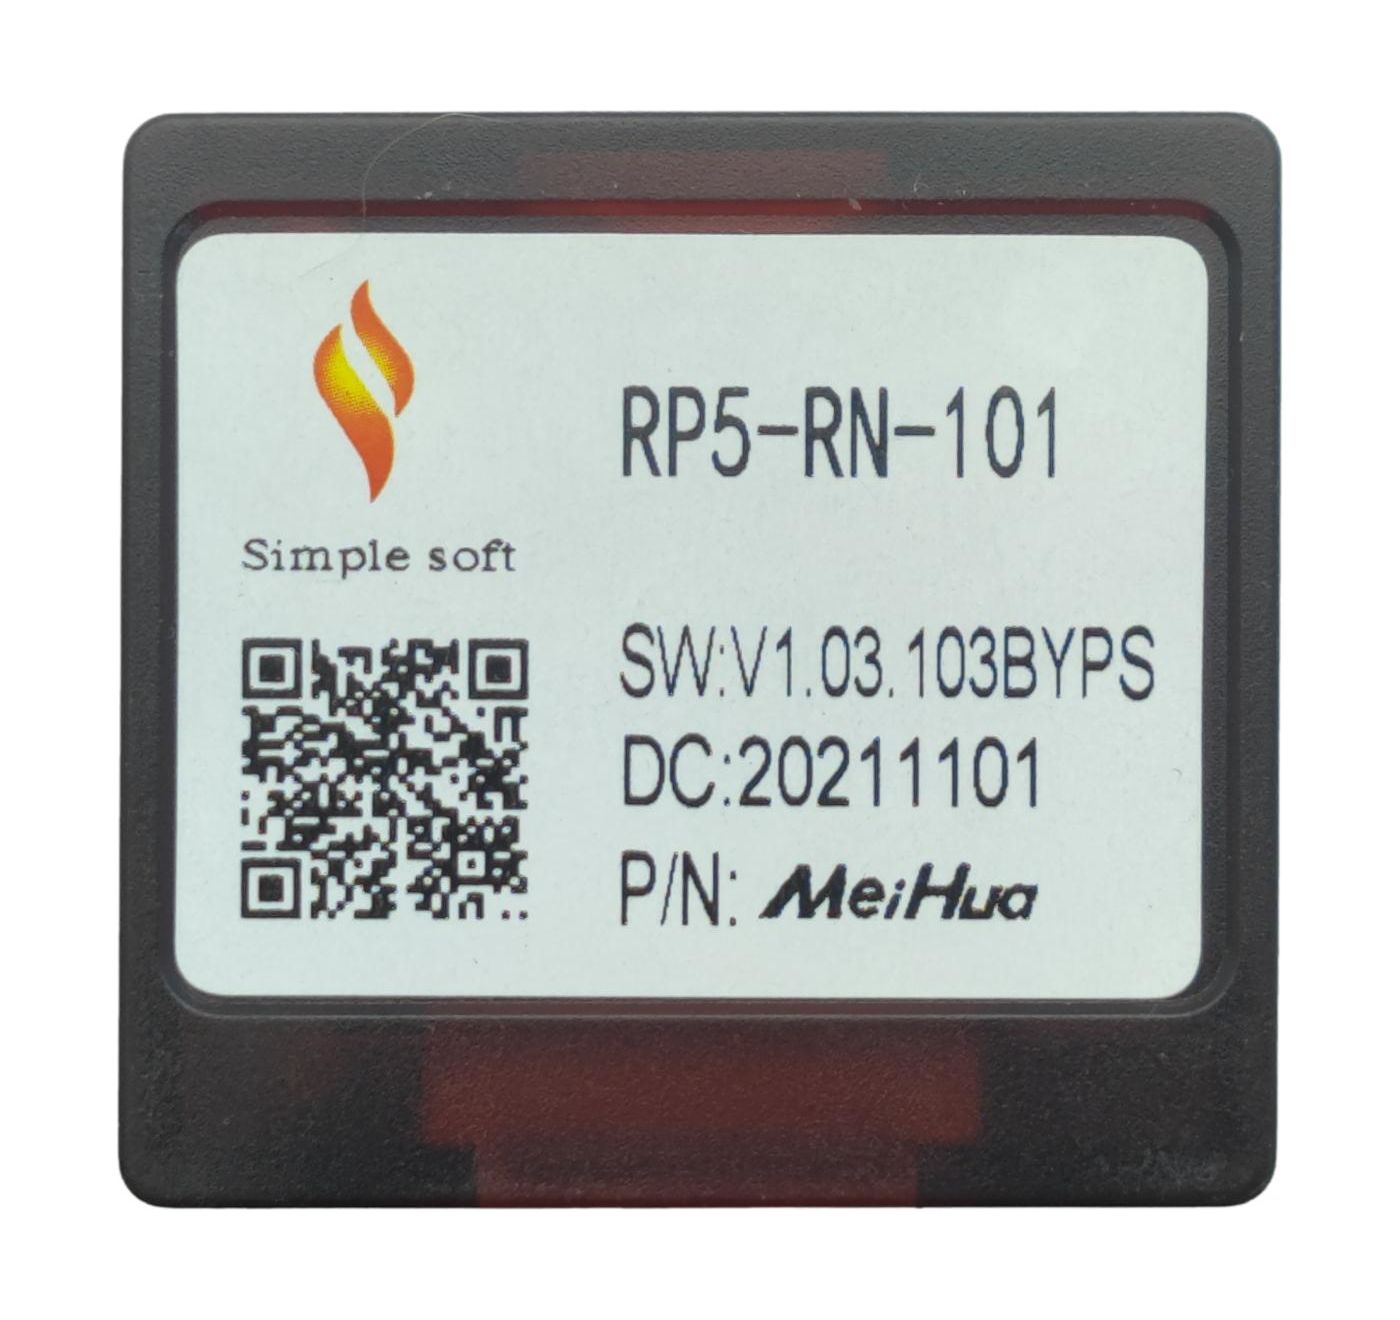 Simple soft
RP5-RN-101
SW:V1.03.103BYPS
DC:20211101
P/N: MeiHua